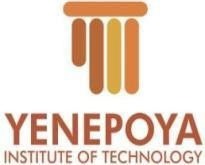 YENEPOYA
INSTITUTE OF TECHNOLOGY